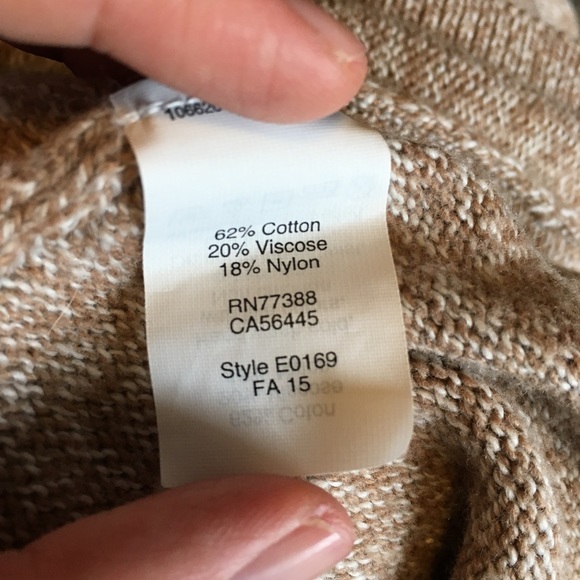 62% Cotton
20% Viscose
18% Nylon
RN77388
CA56445
Style E0169
FA 15